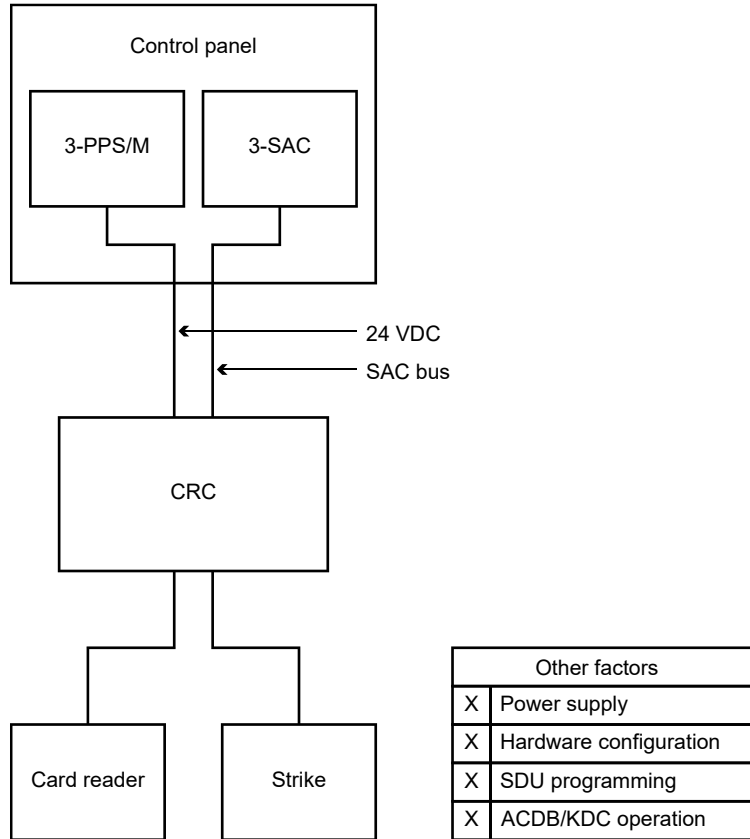 Control panel
3-PPS/M
3-SAC
24 VDC
SAC bus
CRC
Card reader
Strike
Other factors
X Power supply
X Hardware configuration
X SDU programming
X ACDB/KDC operation